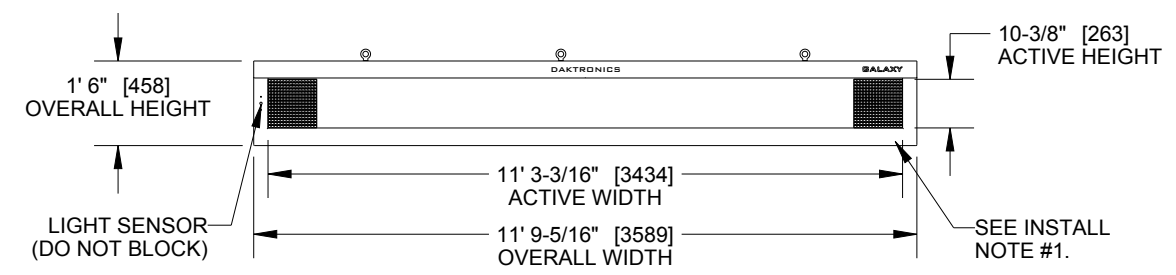 10-3/8" [263]
ACTIVE HEIGHT
DAKTRONICS
GALAXY
1' 6" [458]
OVERALL HEIGHT
11' 3-3/16" [3434]
ACTIVE WIDTH
LIGHT SENSOR
(DO NOT BLOCK)
11' 9-5/16" [3589]
OVERALL WIDTH
SEE INSTALL
NOTE #1.